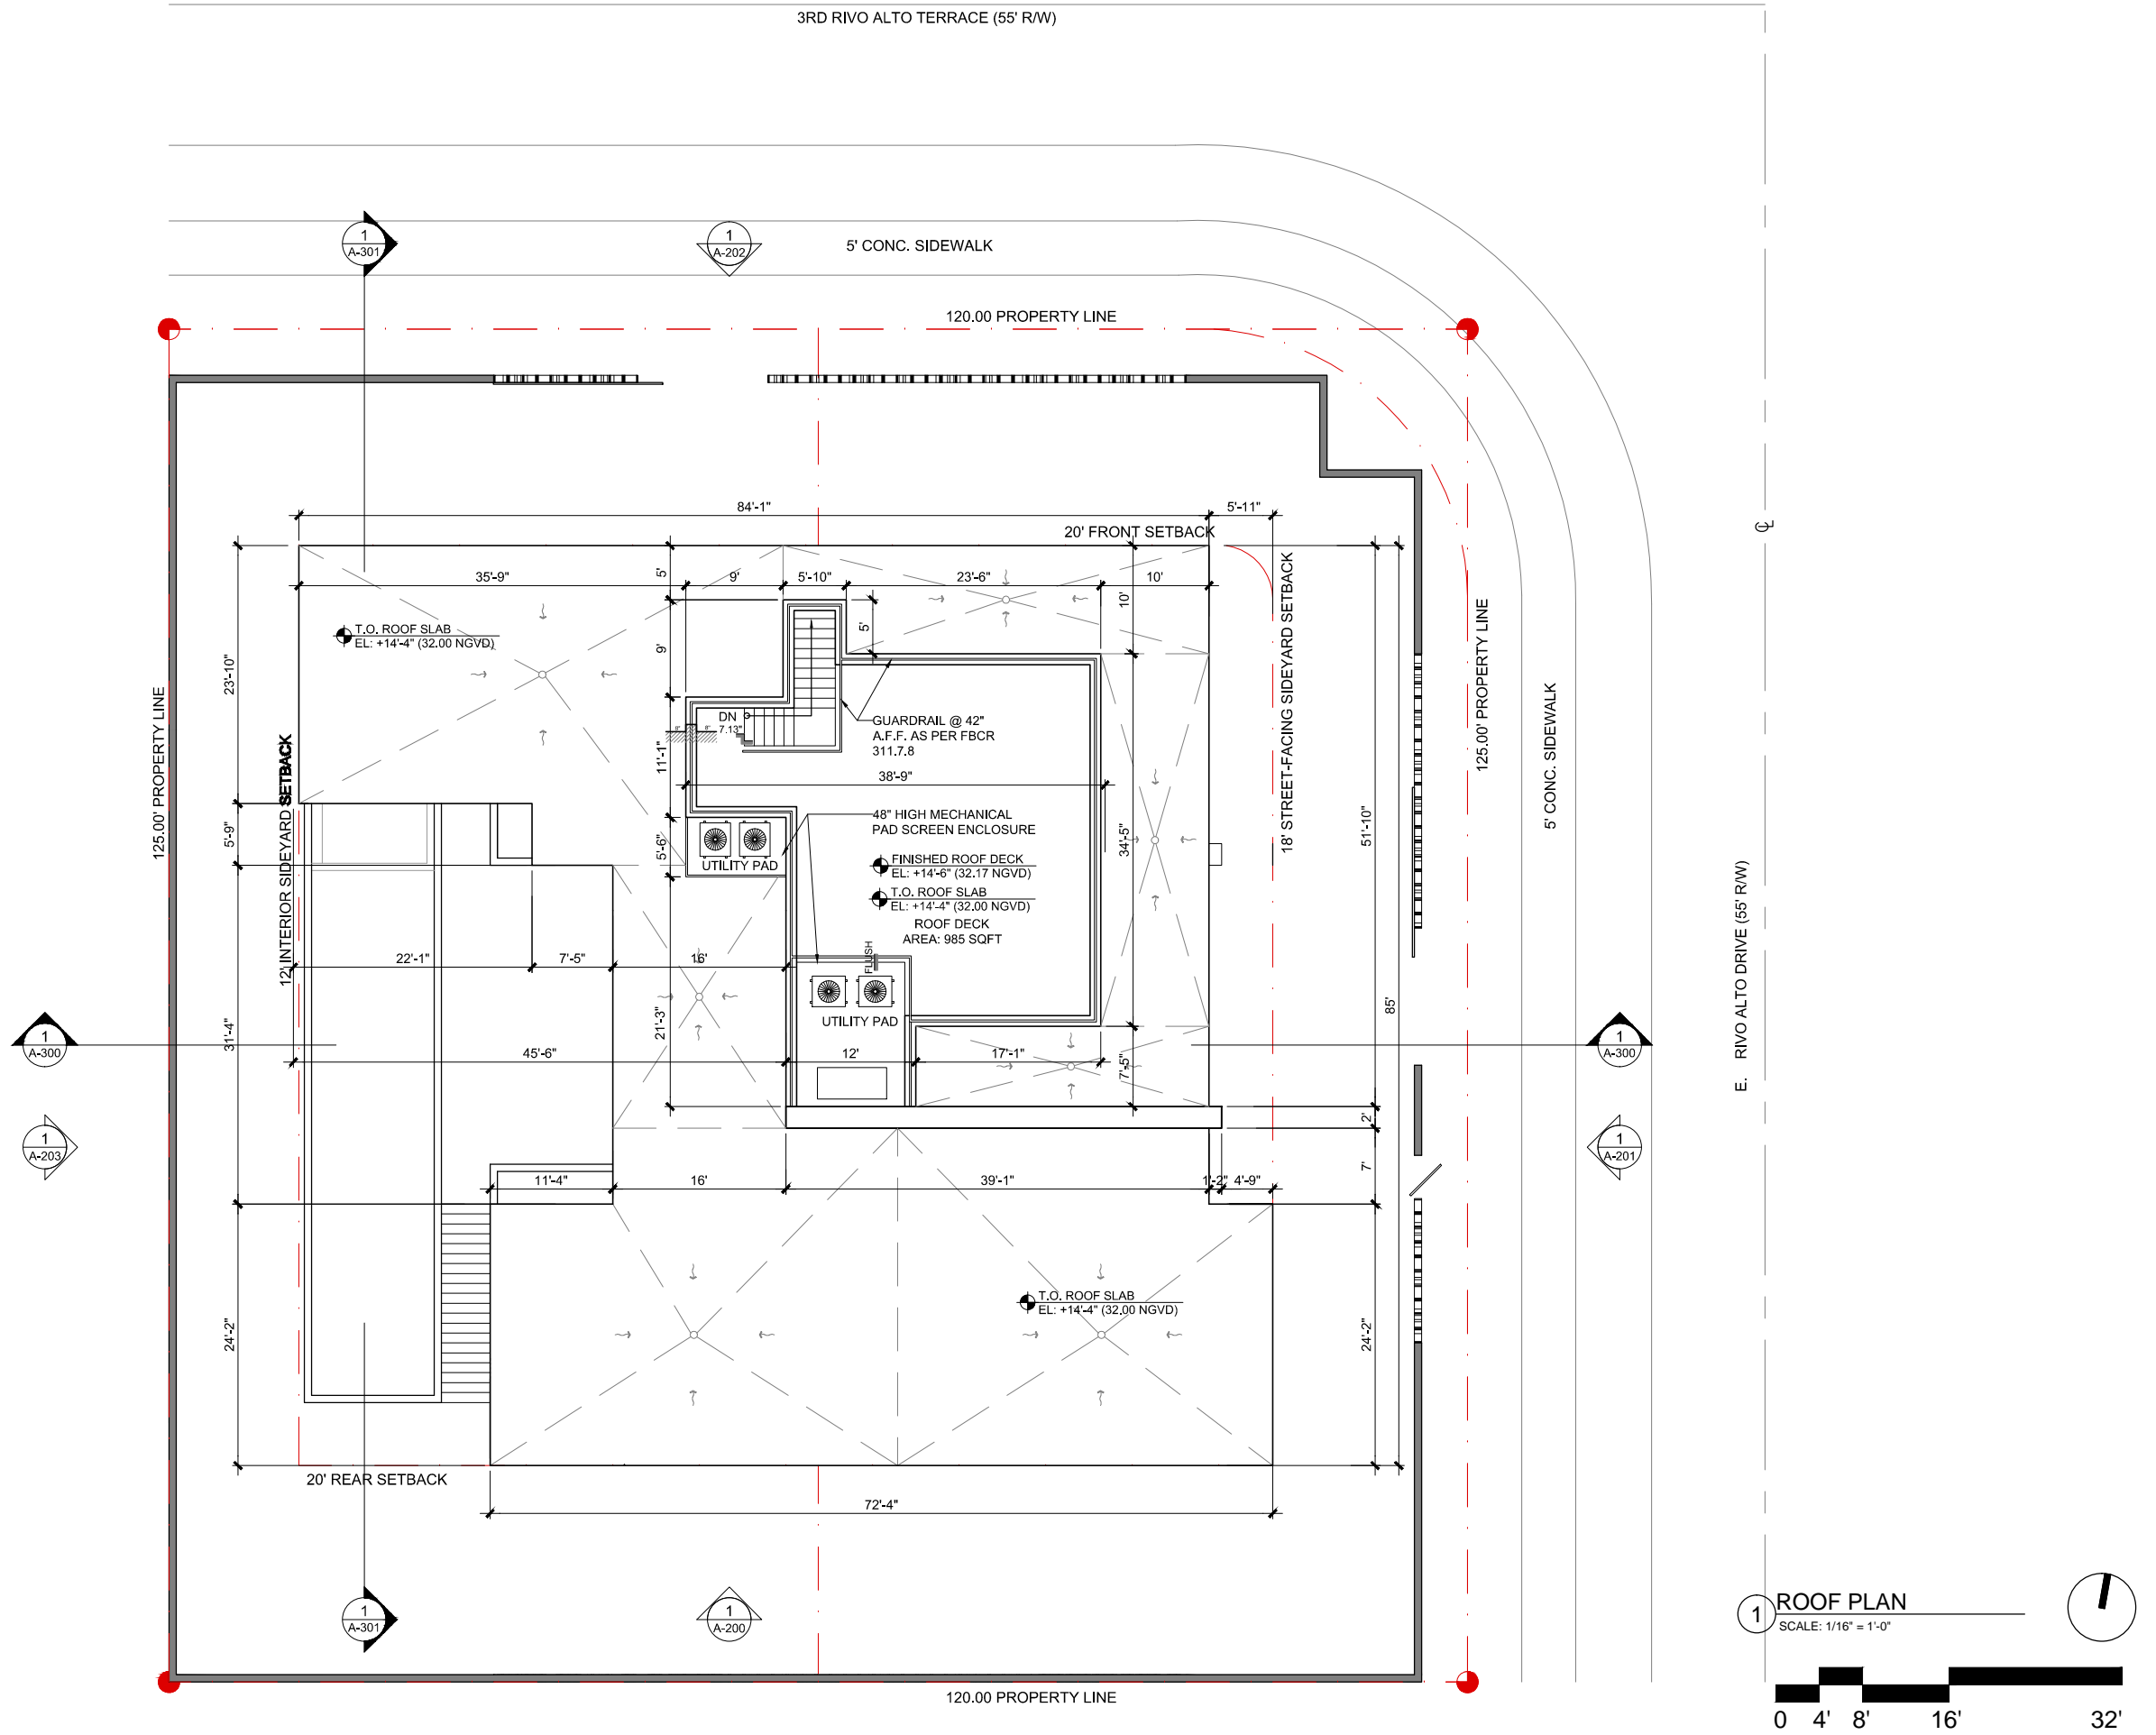 3RD RIVO ALTO TERRACE (55' R/W)
1
A-301
1
A-202
5' CONC. SIDEWALK
120.00 PROPERTY LINE
84'-1"
5'-11"
20' FRONT SETBACK
35'-9"
9'
5'-10"
23'-6"
10'
5'
10'
5'
9'
T.O. ROOF SLAB
EL: +14'-4" (32.00 NGVD)
23'-10"
125.00' PROPERTY LINE
12' INTERIOR SIDEYARD SETBACK
18' STREET-FACING SIDEYARD SETBACK
125.00' PROPERTY LINE
5' CONC. SIDEWALK
E. RIVO ALTO DRIVE (55' R/W)
DN
7.13"
GUARDRAIL @ 42"
A.F.F. AS PER FBCR
311.7.8
11'-1"
38'-9"
48" HIGH MECHANICAL
PAD SCREEN ENCLOSURE
5'-9"
5'-6"
UTILITY PAD
34'-5"
51'-10"
FINISHED ROOF DECK
EL: +14'-6" (32.17 NGVD)
T.O. ROOF SLAB
EL: +14'-4" (32.00 NGVD)
ROOF DECK
AREA: 985 SQFT
FLUSH
22'-1"
7'-5"
16'
85'
UTILITY PAD
21'-3"
31'-4"
1
A-300
45'-6"
12'
17'-1"
7'-5"
1
A-300
2'
1
A-203
1
A-201
7'
11'-4"
16'
39'-1"
1'-2"
4'-9"
T.O. ROOF SLAB
EL: +14'-4" (32.00 NGVD)
24'-2"
24'-2"
20' REAR SETBACK
72'-4"
1
A-301
1
A-200
1
ROOF PLAN
SCALE: 1/16" = 1'-0"
120.00 PROPERTY LINE
0 4' 8' 16' 32'